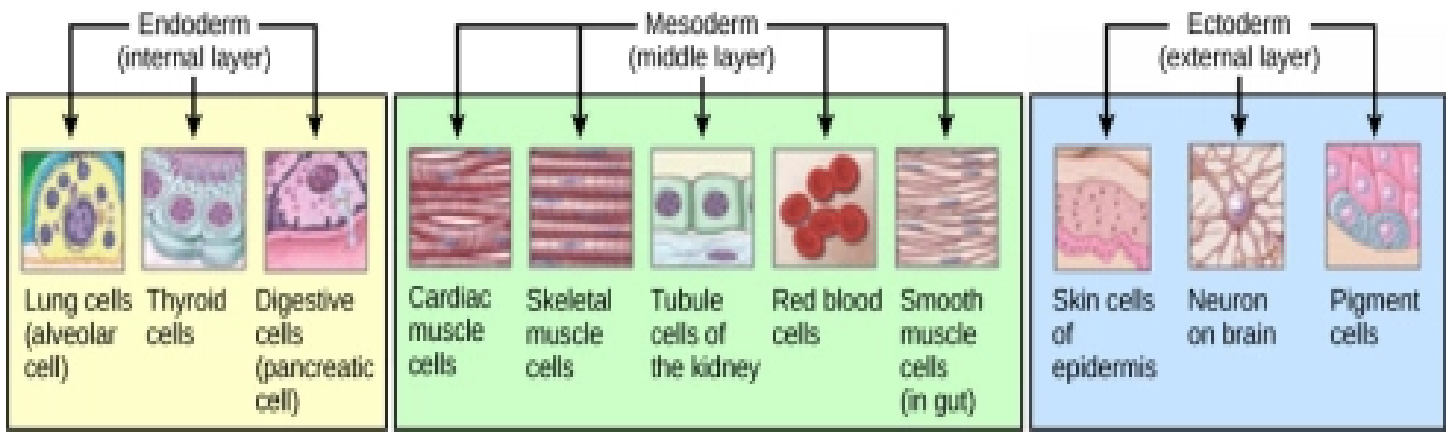 Endoderm
(internal layer)
Mesoderm
(middle layer)
Ectoderm
(external layer)
Lung cells
(alveolar
cell)
Thyroid
cells
Digestive
cells
(pancreatic
cell)
Cardiac
muscle
cells
Skeletal
muscle
cells
Tubule
cells of
the kidney
Red blood
cells
Smooth
muscle
cells
(in gut)
Skin cells
of
epidermis
Neuron
on brain
Pigment
cells